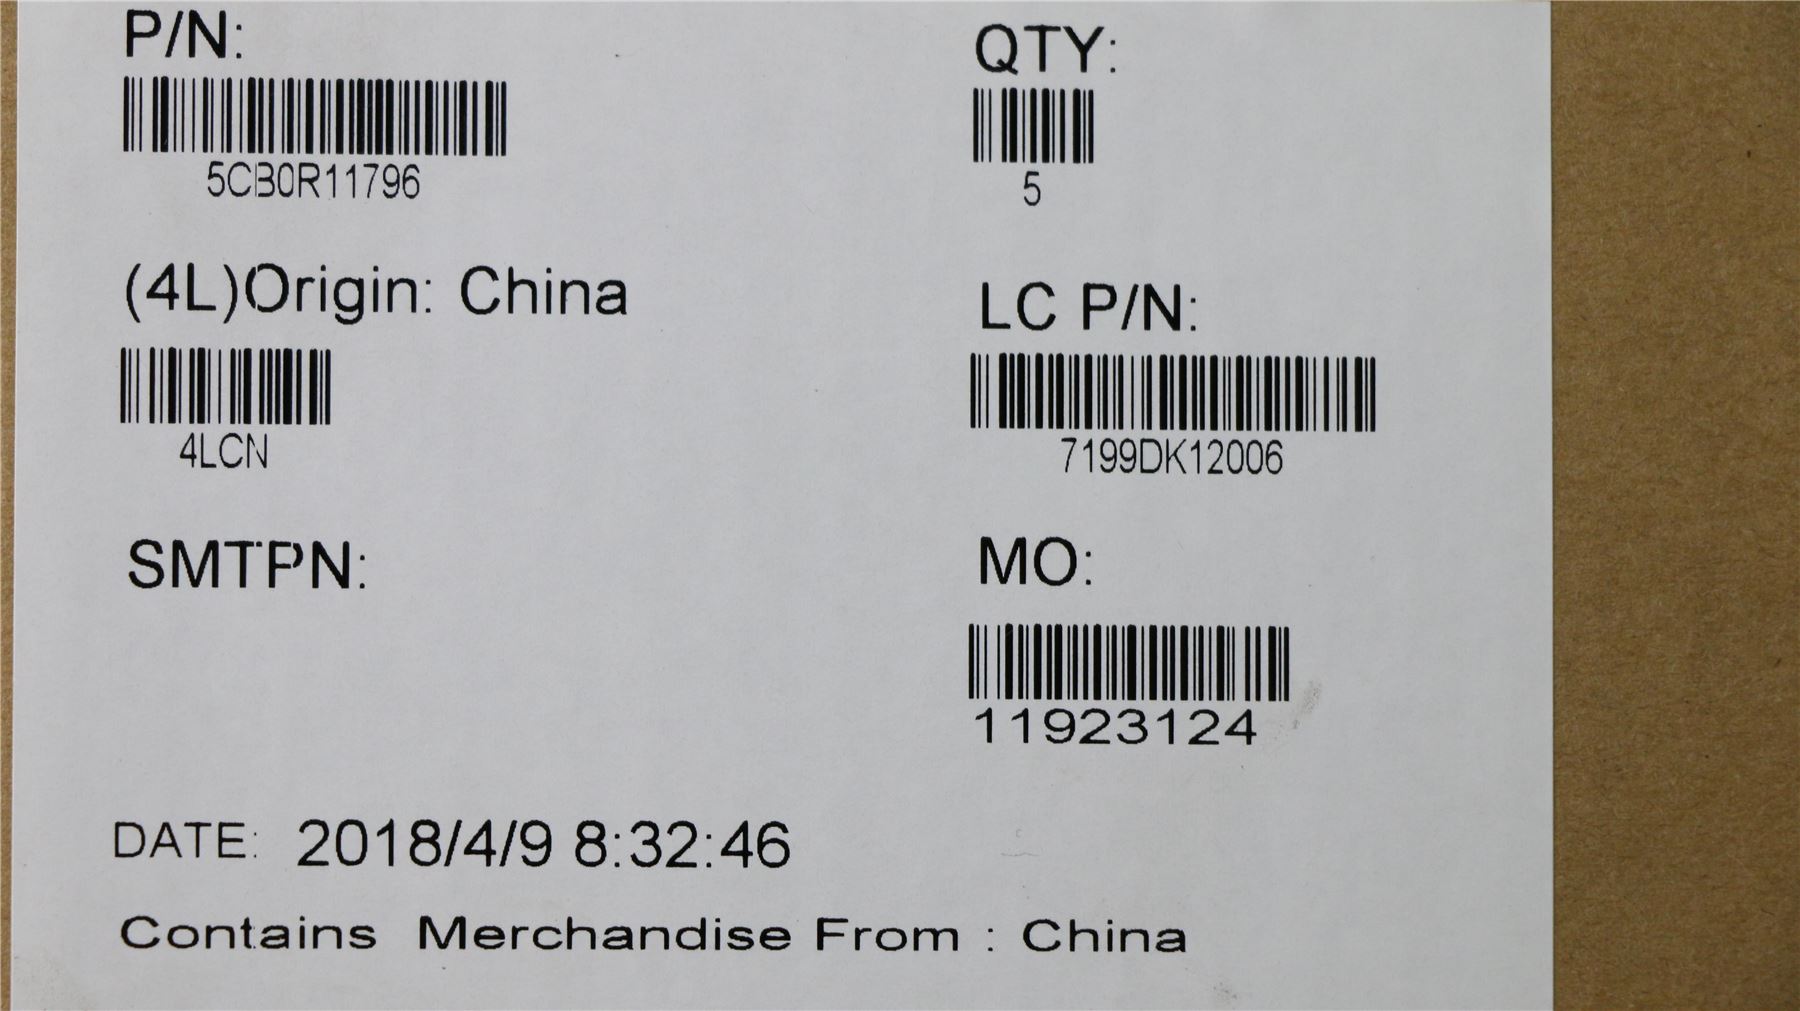 P/N:
5CB0R11796
QTY:
5
(4L)Origin: China
4LCN
LC P/N:
7199DK12006
SMTPN:
MO:
11923124
DATE: 2018/4/9 8:32:46
Contains Merchandise From : China